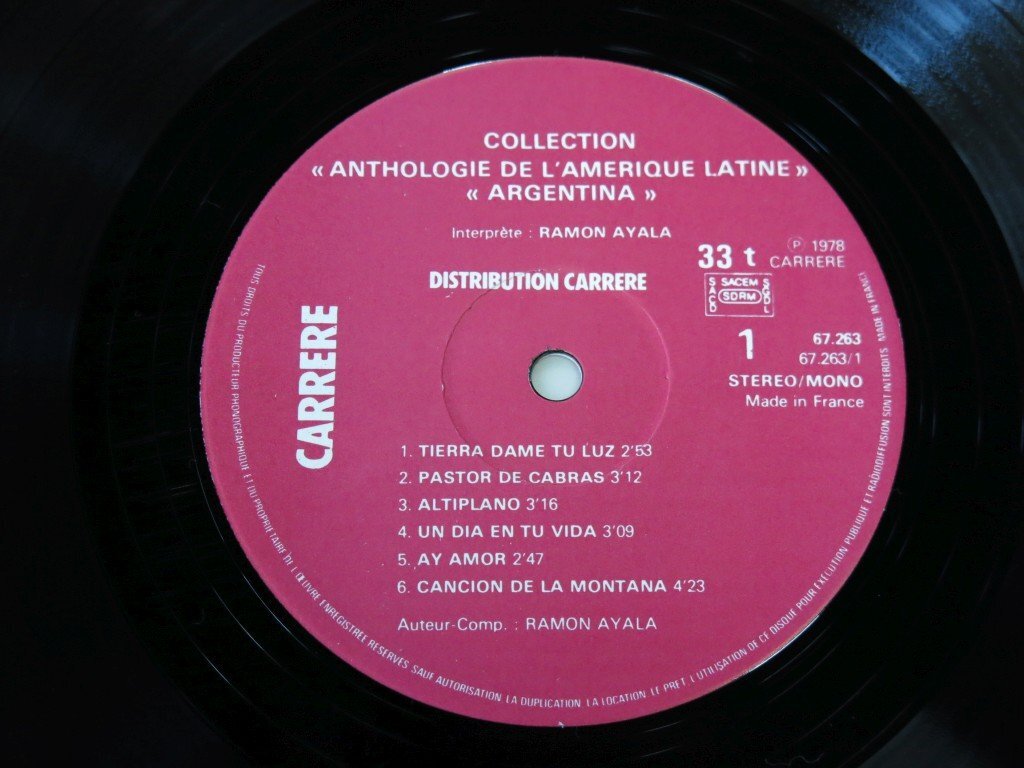 COLLECTION
« ANTHOLOGIE DE L'AMERIQUE LATINE »
« ARGENTINA »
Interprète : RAMON AYALA
DISTRIBUTION CARRERE
33 t
℗ 1978
CARRERE
SACD
SACEM
SDRM
SGDL
1
67.263
67.263/1
STEREO/MONO
Made in France
CARRERE
1. TIERRA DAME TU LUZ 2'53
2. PASTOR DE CABRAS 3'12
3. ALTIPLANO 3'16
4. UN DIA EN TU VIDA 3'09
5. AY AMOR 2'47
6. CANCION DE LA MONTANA 4'23
Auteur-Comp. : RAMON AYALA
TOUS DROITS DU PRODUCTEUR PHONOGRAPHIQUE ET DU PROPRIETAIRE DE L'ŒUVRE ENREGISTREE RESERVES SAUF AUTORISATION LA DUPLICATION LA LOCATION LE PRET L'UTILISATION DE CE DISQUE POUR EXECUTION PUBLIQUE ET RADIODIFFUSION SONT INTERDITS MADE IN FRANCE